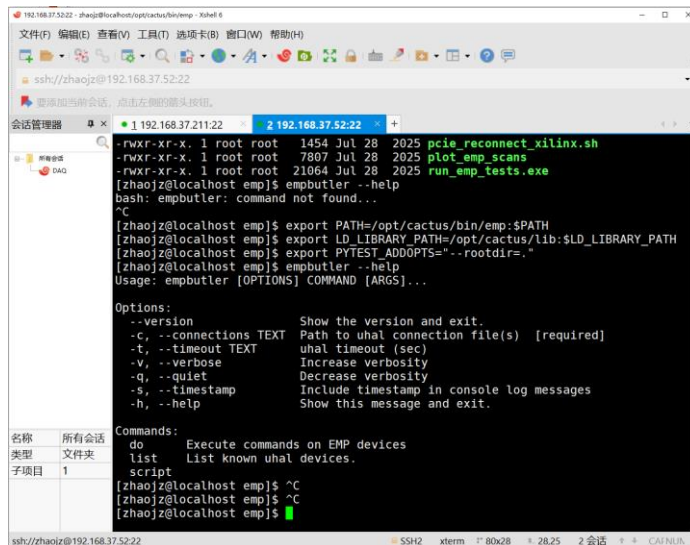 192.168.37.52:22 - zhaojz@localhost:/opt/cactus/bin/emp - Xshell 6
文件(F) 编辑(E) 查看(V) 工具(T) 选项卡(B) 窗口(W) 帮助(H)
ssh://zhaojz@192.168.37.52:22
要添加当前会话，点击左侧的箭头按钮。
会话管理器
1 192.168.37.211:22
2 192.168.37.52:22
所有会话
DAQ
-rwxr-xr-x. 1 root root 1454 Jul 28 2025 pcie_reconnect_xilinx.sh
-rwxr-xr-x. 1 root root 7807 Jul 28 2025 plot_emp_scans
-rwxr-xr-x. 1 root root 21064 Jul 28 2025 run_emp_tests.exe
[zhaojz@localhost emp]$ empbutler --help
bash: empbutler: command not found...
^C
[zhaojz@localhost emp]$ export PATH=/opt/cactus/bin/emp:$PATH
[zhaojz@localhost emp]$ export LD_LIBRARY_PATH=/opt/cactus/lib:$LD_LIBRARY_PATH
[zhaojz@localhost emp]$ export PYTEST_ADDOPTS="--rootdir=."
[zhaojz@localhost emp]$ empbutler --help
Usage: empbutler [OPTIONS] COMMAND [ARGS]...
Options:
--version Show the version and exit.
-c, --connections TEXT Path to uhal connection file(s) [required]
-t, --timeout TEXT uhal timeout (sec)
-v, --verbose Increase verbosity
-q, --quiet Decrease verbosity
-s, --timestamp Include timestamp in console log messages
-h, --help Show this message and exit.
Commands:
do Execute commands on EMP devices
list List known uhal devices.
script
[zhaojz@localhost emp]$ ^C
[zhaojz@localhost emp]$ ^C
[zhaojz@localhost emp]$
名称 所有会话
类型 文件夹
子项目 1
ssh://zhaojz@192.168.37.52:22
SSH2 xterm 80x28 28,25 2 会话 CAP NUM